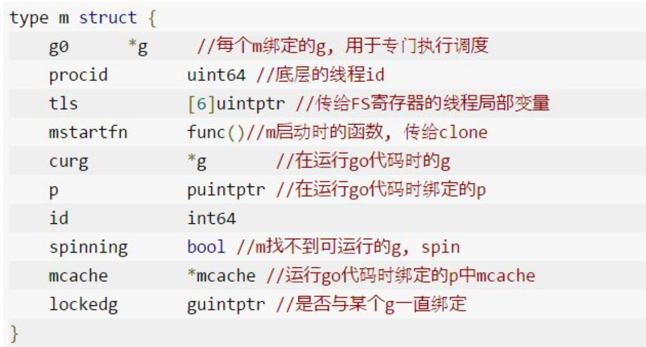 type m struct {
g0 *g //每个m绑定的g, 用于专门执行调度
procid uint64 //底层的线程id
tls [6]uintptr //传给FS寄存器的线程局部变量
mstartfn func()//m启动时的函数, 传给clone
curg *g //在运行go代码时的g
p puintptr //在运行go代码时绑定的p
id int64
spinning bool //m找不到可运行的g, spin
mcache *mcache //运行go代码时绑定的p中mcache
lockedg guintptr //是否与某个g一直绑定
}